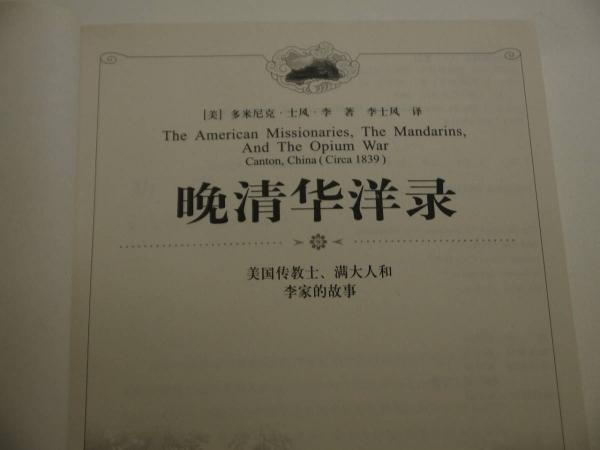 [美] 多米尼克·士风·李 著 李士风 译
The American Missionaries, The Mandarins,
And The Opium War
Canton, China ( Circa 1839 )
晚清华洋录
美国传教士、满大人和
李家的故事